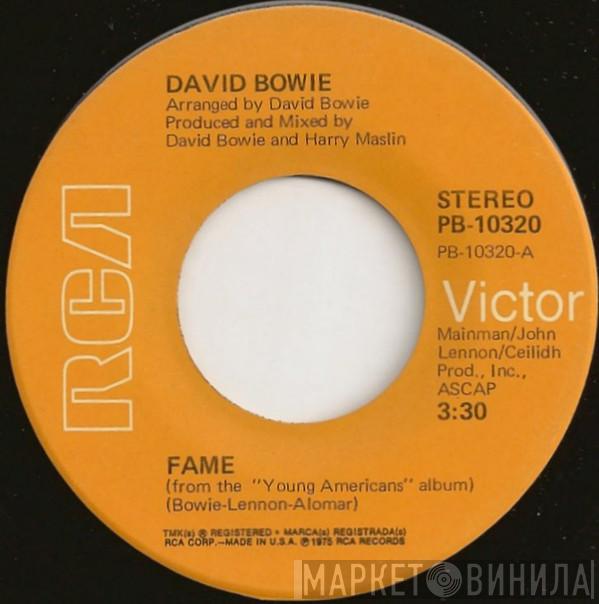 DAVID BOWIE
Arranged by David Bowie
Produced and Mixed by
David Bowie and Harry Maslin
RCA
STEREO
PB-10320
PB-10320-A
Victor
Mainman/John
Lennon/Ceilidh
Prod., Inc.,
ASCAP
3:30
FAME
(from the "Young Americans" album)
(Bowie-Lennon-Alomar)
TMK(s) ® REGISTERED • MARCA(s) REGISTRADA(s)
RCA CORP.—MADE IN U.S.A. ℗ 1975 RCA RECORDS
МАРКЕТ ВИНИЛА